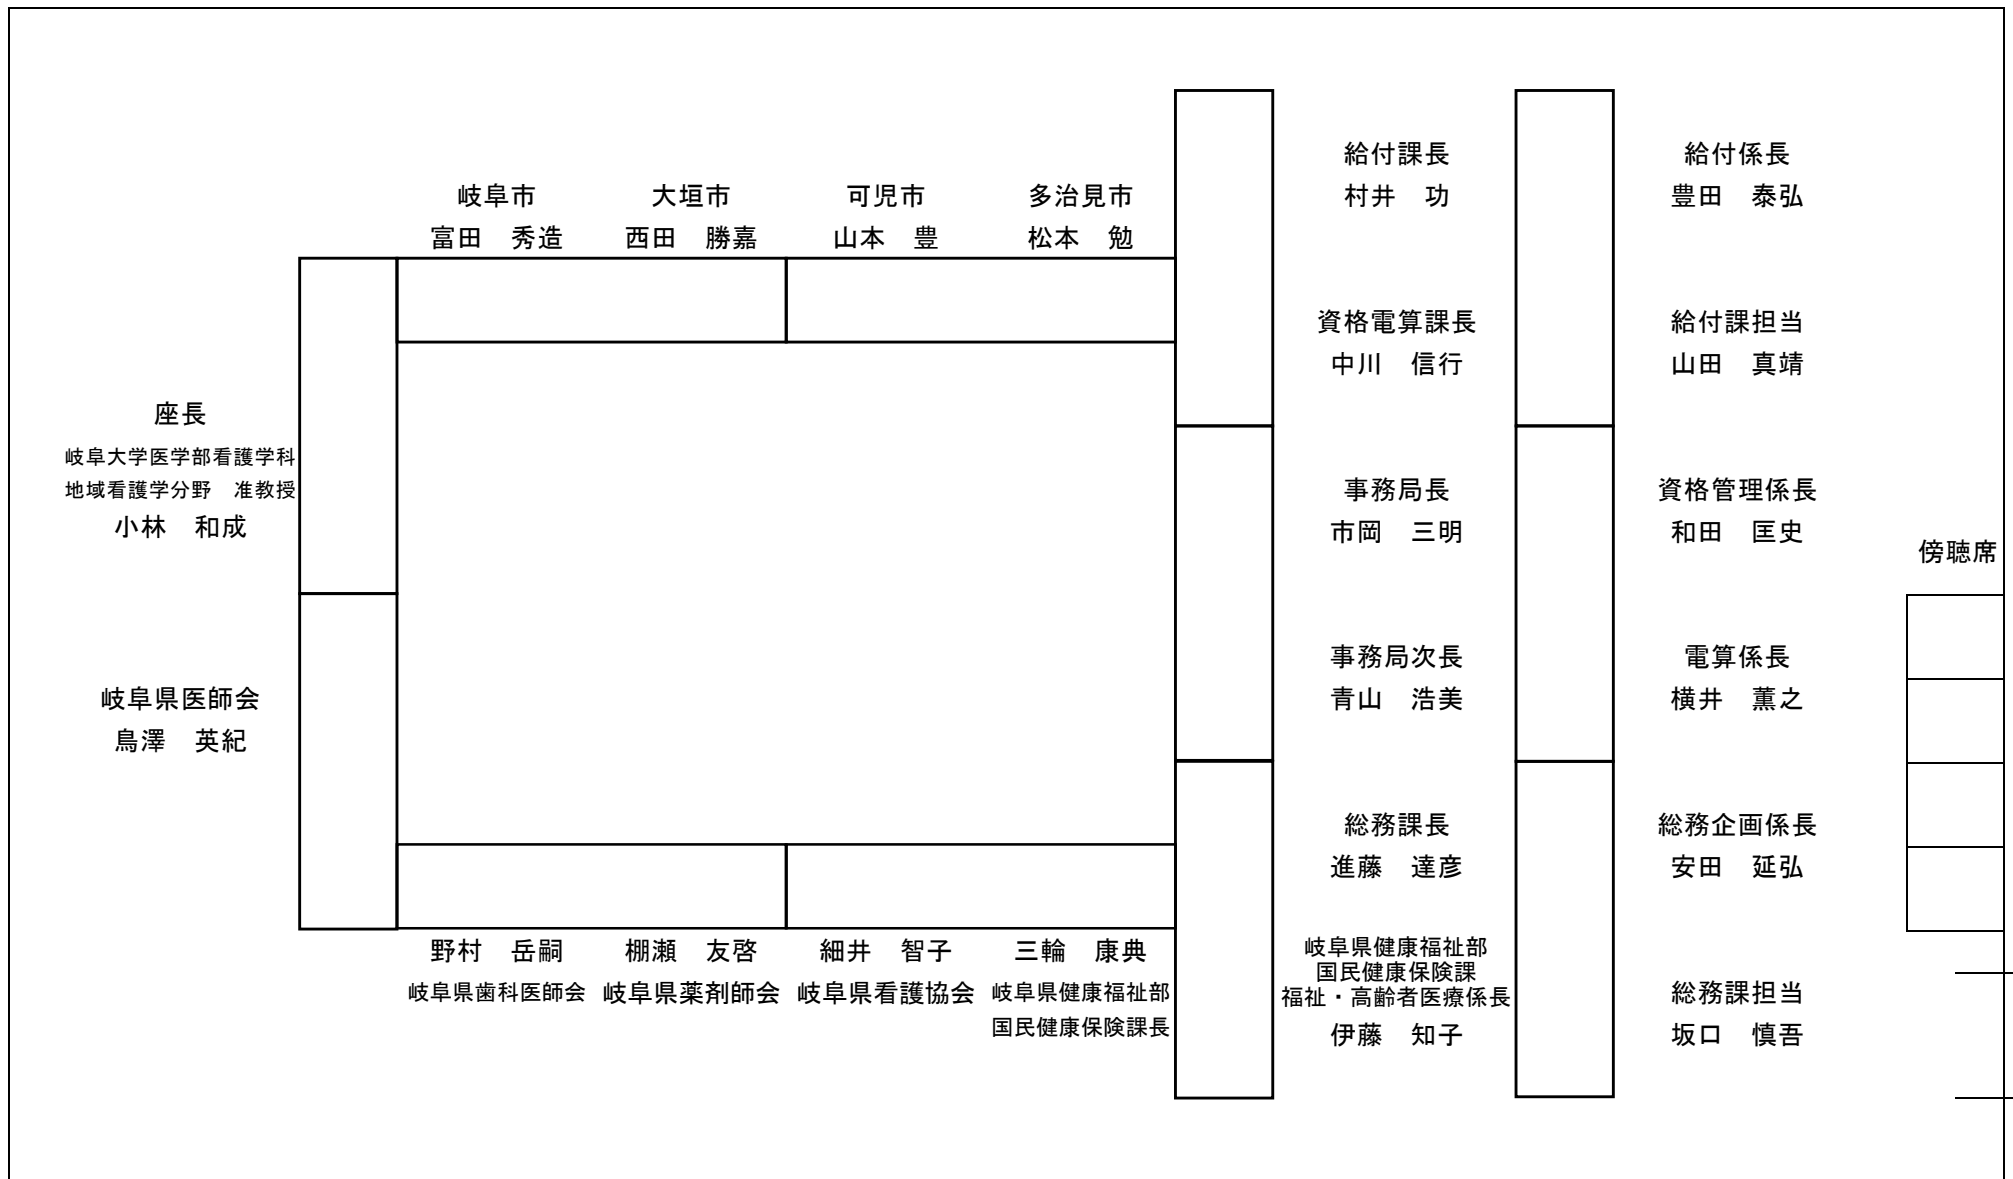 岐阜市
富田　秀造
大垣市
西田　勝嘉
可児市
山本　豊
多治見市
松本　勉
座長
岐阜大学医学部看護学科
地域看護学分野　准教授
小林　和成
岐阜県医師会
鳥澤　英紀
野村　岳嗣
岐阜県歯科医師会
棚瀬　友啓
岐阜県薬剤師会
細井　智子
岐阜県看護協会
三輪　康典
岐阜県健康福祉部
国民健康保険課長
給付課長
村井　功
資格電算課長
中川　信行
事務局長
市岡　三明
事務局次長
青山　浩美
総務課長
進藤　達彦
岐阜県健康福祉部
国民健康保険課
福祉・高齢者医療係長
伊藤　知子
給付係長
豊田　泰弘
給付課担当
山田　真靖
資格管理係長
和田　匡史
電算係長
横井　薫之
総務企画係長
安田　延弘
総務課担当
坂口　慎吾
傍聴席